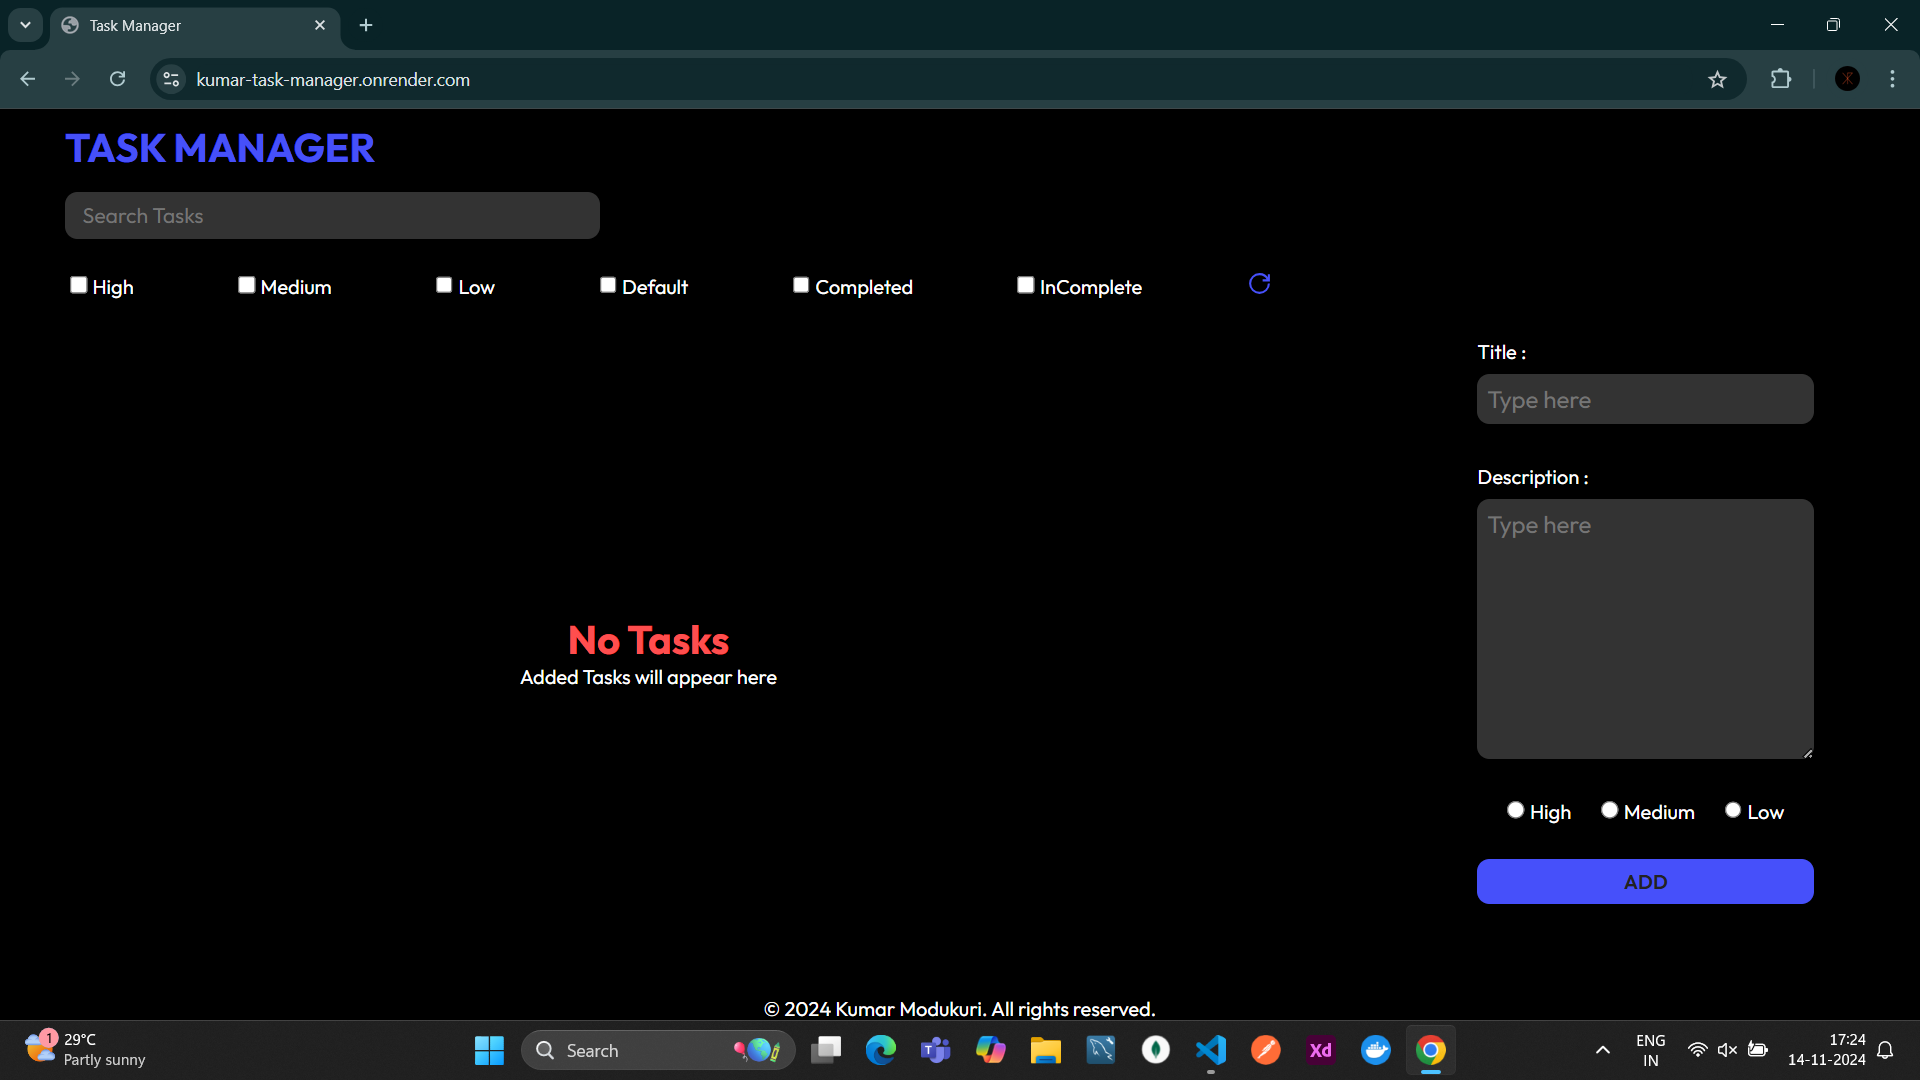 Task Manager
kumar-task-manager.onrender.com
TASK MANAGER
Search Tasks
High Medium Low Default Completed InComplete
Title :
Type here
Description :
Type here
No Tasks
Added Tasks will appear here
High Medium Low
ADD
© 2024 Kumar Modukuri. All rights reserved.
1
29°C
Partly sunny
Search
T
Xd
ENG
IN
17:24
14-11-2024